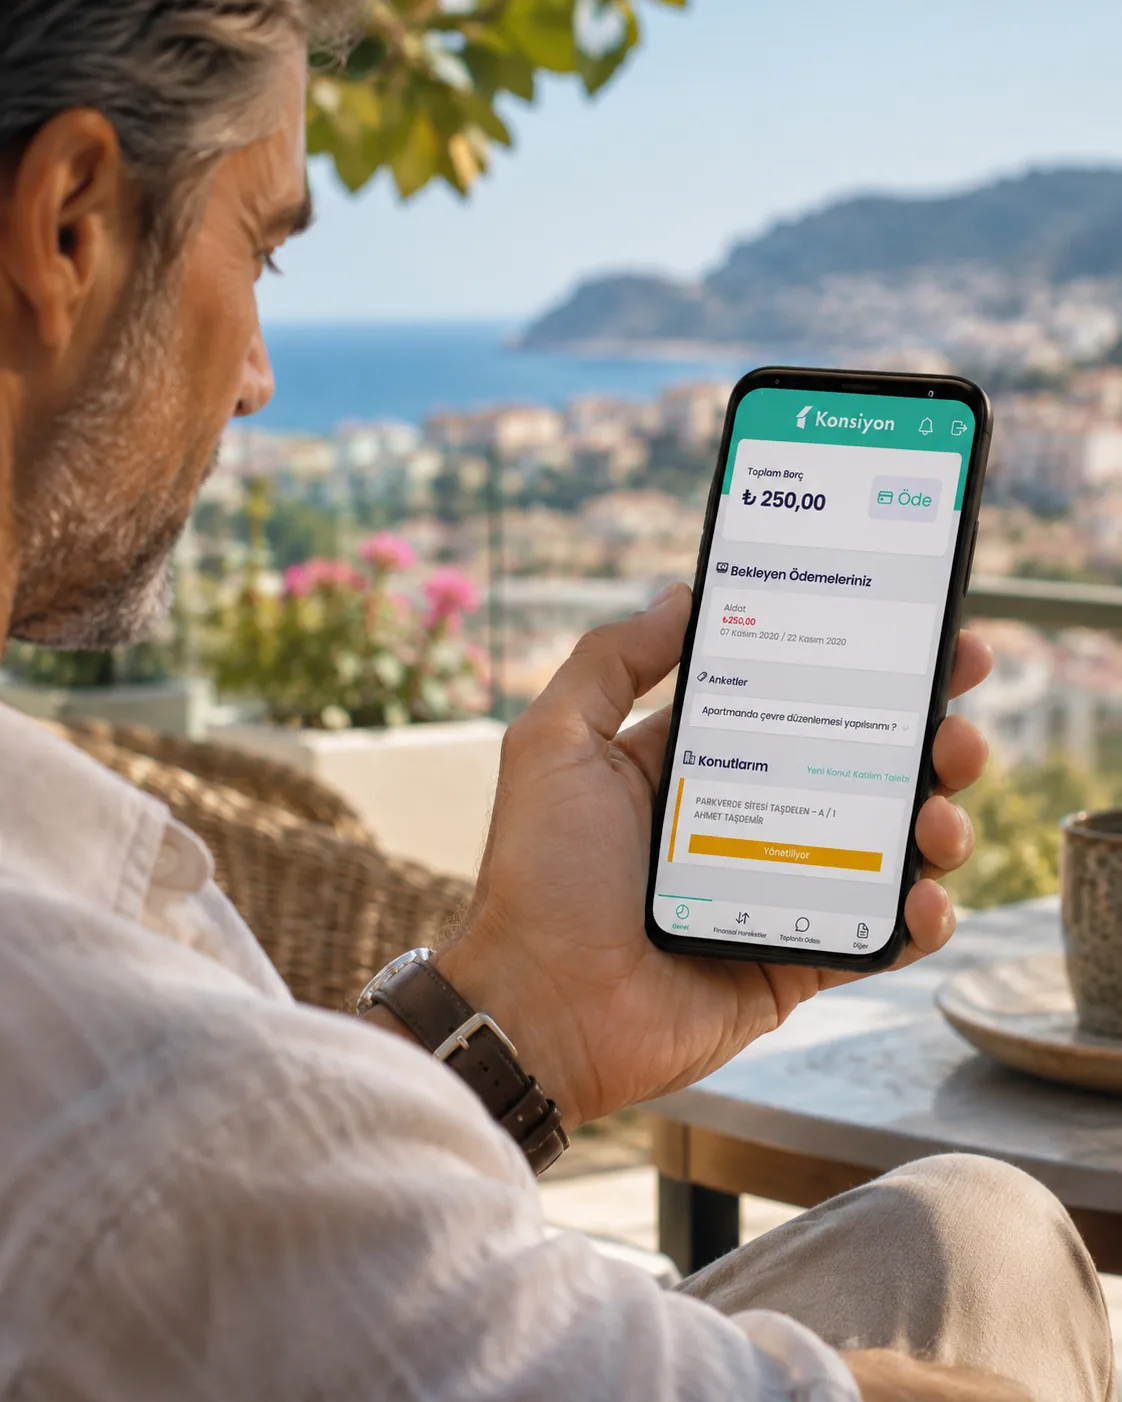 Konsiyon
Toplam Borç
₺ 250,00
Öde
Bekleyen Ödemeleriniz
Aidat
₺250,00
07 Kasım 2020 / 22 Kasım 2020
Anketler
Apartmanda çevre düzenlemesi yapılsınmı ?
Konutlarım
Yeni Konut Katılım Talebi
PARKVERDE SİTESİ TAŞDELEN - A / 1
AHMET TAŞDEMİR
Yönetiliyor
Genel
Finansal Hareketler
Toplantı Odası
Diğer